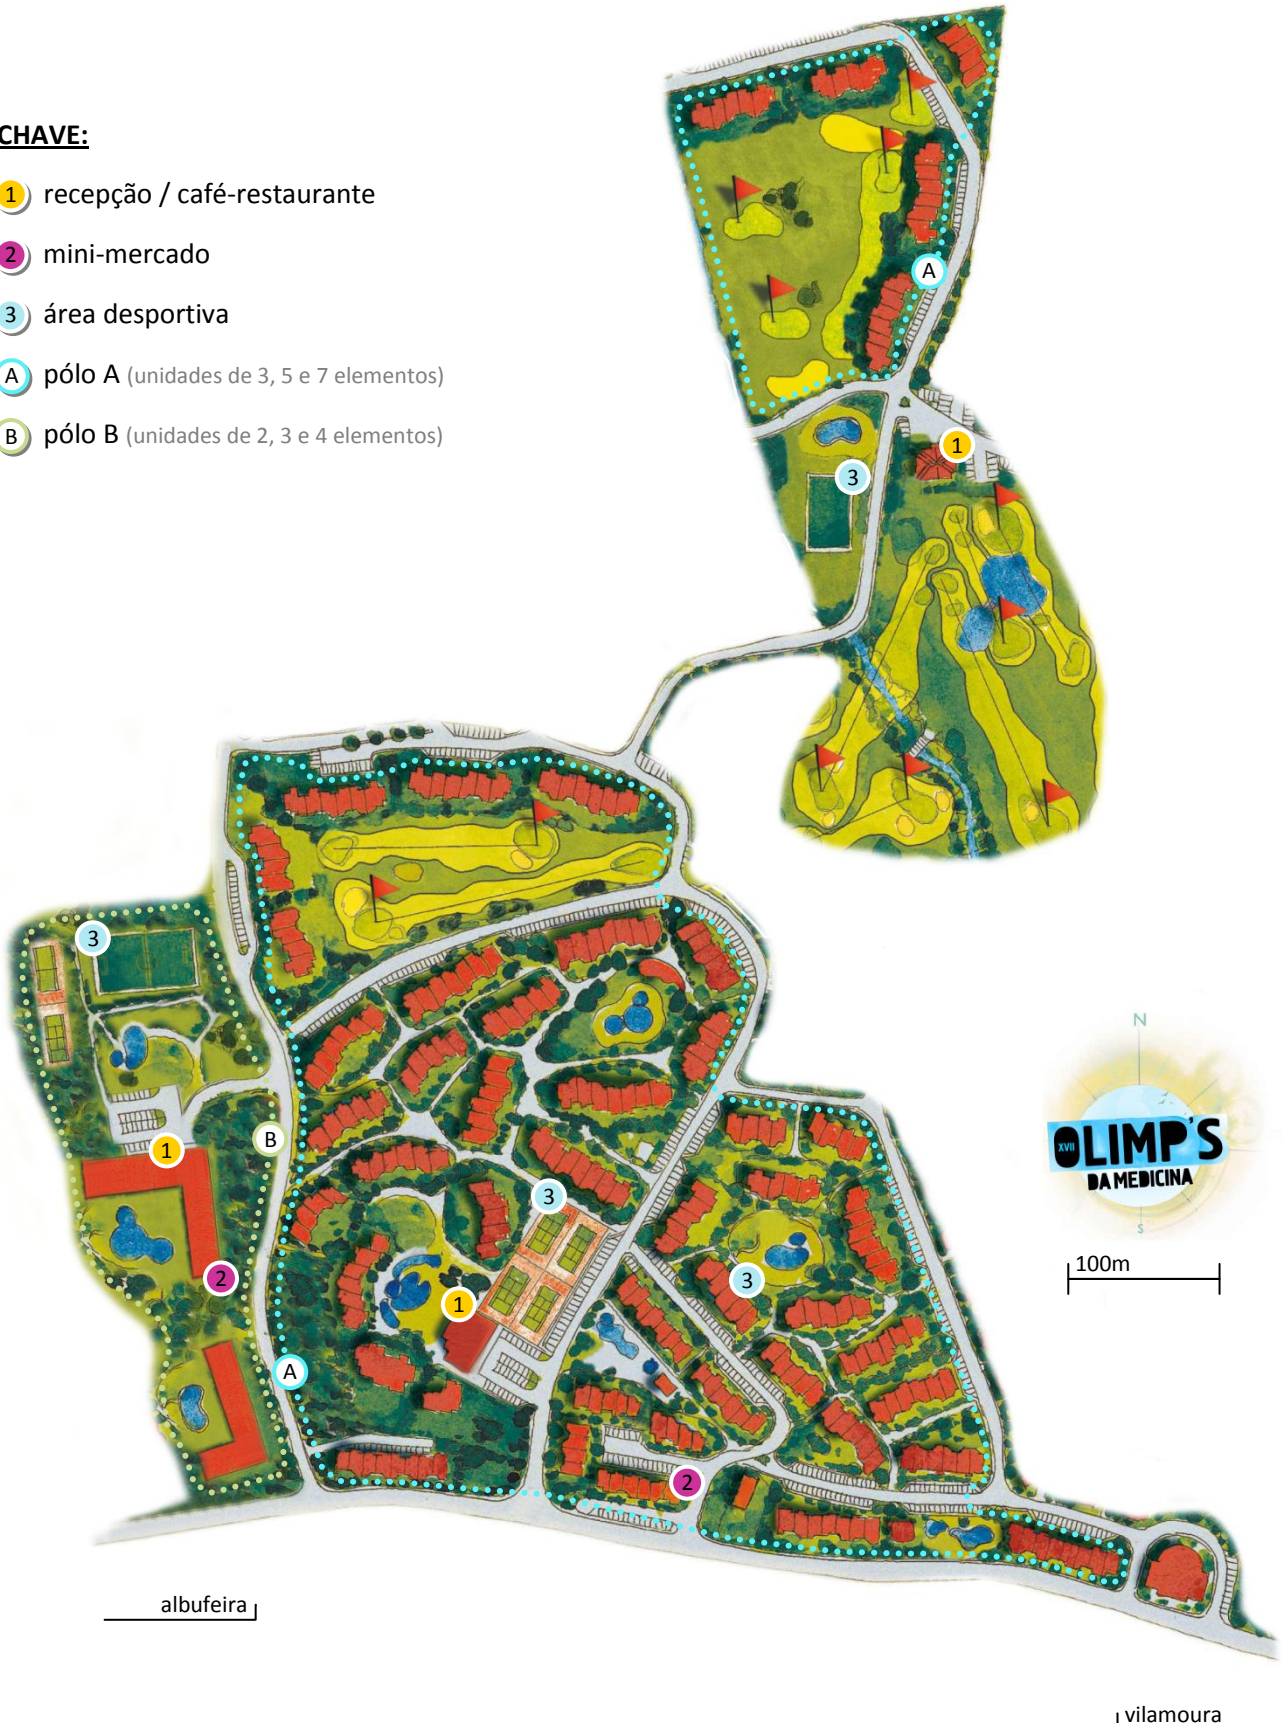 CHAVE:
1 recepção / café-restaurante
2 mini-mercado
3 área desportiva
A pólo A (unidades de 3, 5 e 7 elementos)
B pólo B (unidades de 2, 3 e 4 elementos)
A
1
3
3
B
1
3
2
3
1
A
2
N
XVII OLIMP'S
DA MEDICINA
S
100m
albufeira
vilamoura